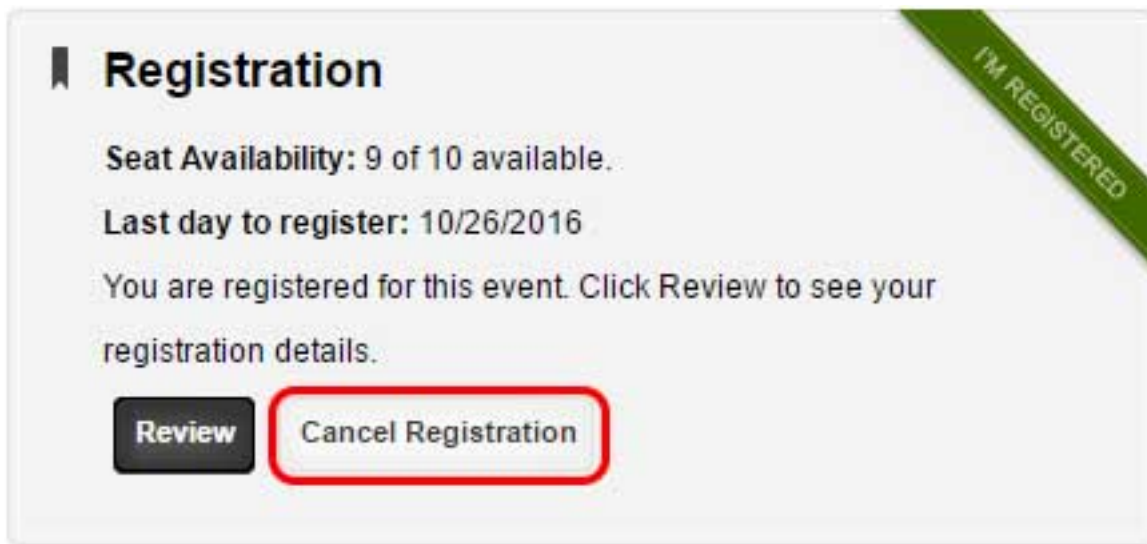 Registration
I'M REGISTERED
Seat Availability: 9 of 10 available.
Last day to register: 10/26/2016
You are registered for this event. Click Review to see your
registration details.
Review
Cancel Registration